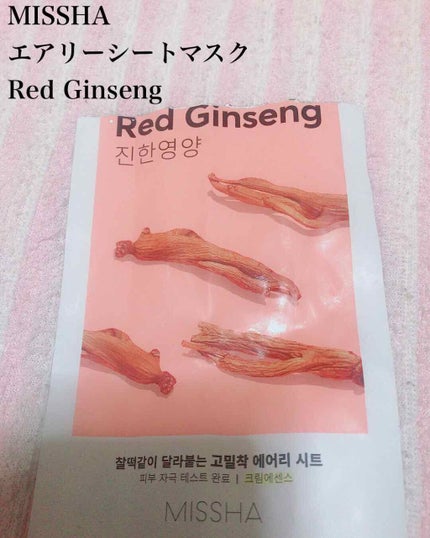 MISSHA
エアリーシートマスク
Red Ginseng
Red Ginseng
진한영양
찰떡같이 달라붙는 고밀착 에어리 시트
피부 자극 테스트 완료 | 크림에센스
MISSHA